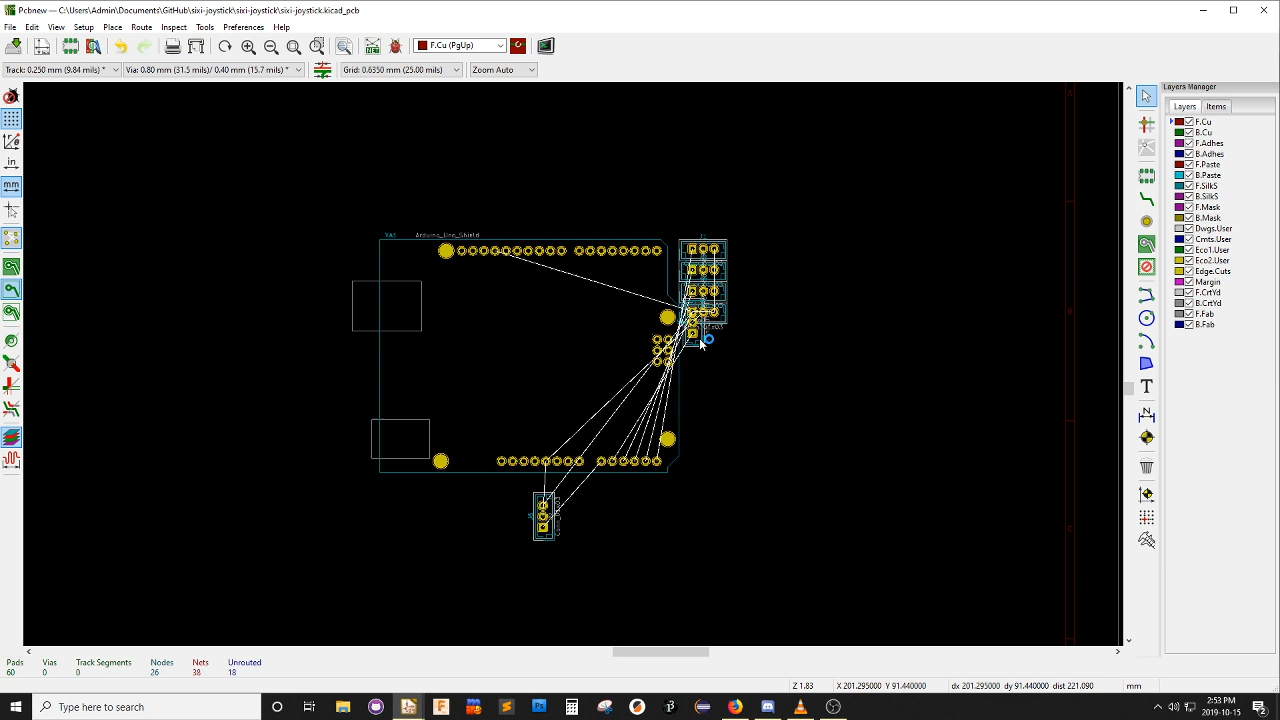 Pcbnew — C:\Users\Admin\Documents\GitHub\sixi-joystick\sixi-joystick\sixi-joystick.kicad_pcb
File Edit View Setup Place Route Inspect Tools Preferences Help
F.Cu (PgUp)
Track: 0.250 mm (9.84 mils) * Via: 0.80 mm (31.5 mils)/ 0.40 mm (15.7 mils) * Grid: 0.6350 mm (25.00 mils) Zoom Auto
Layers Manager
Layers Items
F.Cu
B.Cu
F.Adhes
B.Adhes
F.Paste
B.Paste
F.SilkS
B.SilkS
F.Mask
B.Mask
Dwgs.User
Cmts.User
Eco1.User
Eco2.User
Edge.Cuts
Margin
F.CrtYd
B.CrtYd
F.Fab
B.Fab
in
mm
Arduino_Uno_Shield
A
B
C
Pads Vias Track Segments Nodes Nets Unrouted
60 0 0 26 38 18
Z 1.83 X 201.295000 Y 91.440000 dx 201.295000 dy 91.440000 dist 221.090 mm
Type here to search
2:53 PM
2019-10-15